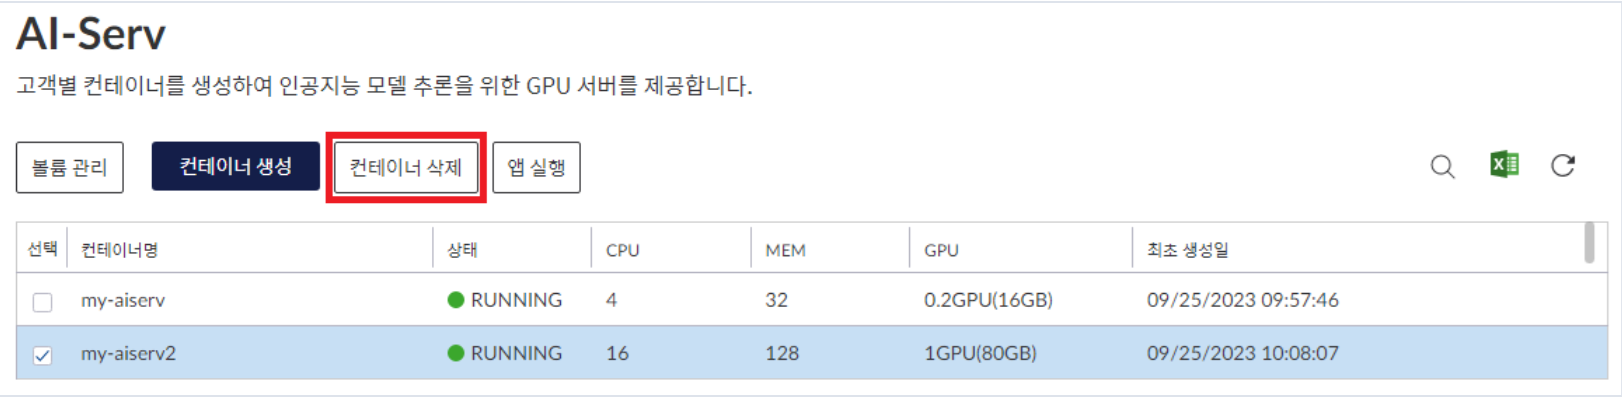 AI-Serv
고객별 컨테이너를 생성하여 인공지능 모델 추론을 위한 GPU 서버를 제공합니다.
볼륨 관리 컨테이너 생성 컨테이너 삭제 앱 실행
선택 컨테이너명 상태 CPU MEM GPU 최초 생성일
my-aiserv RUNNING 4 32 0.2GPU(16GB) 09/25/2023 09:57:46
my-aiserv2 RUNNING 16 128 1GPU(80GB) 09/25/2023 10:08:07